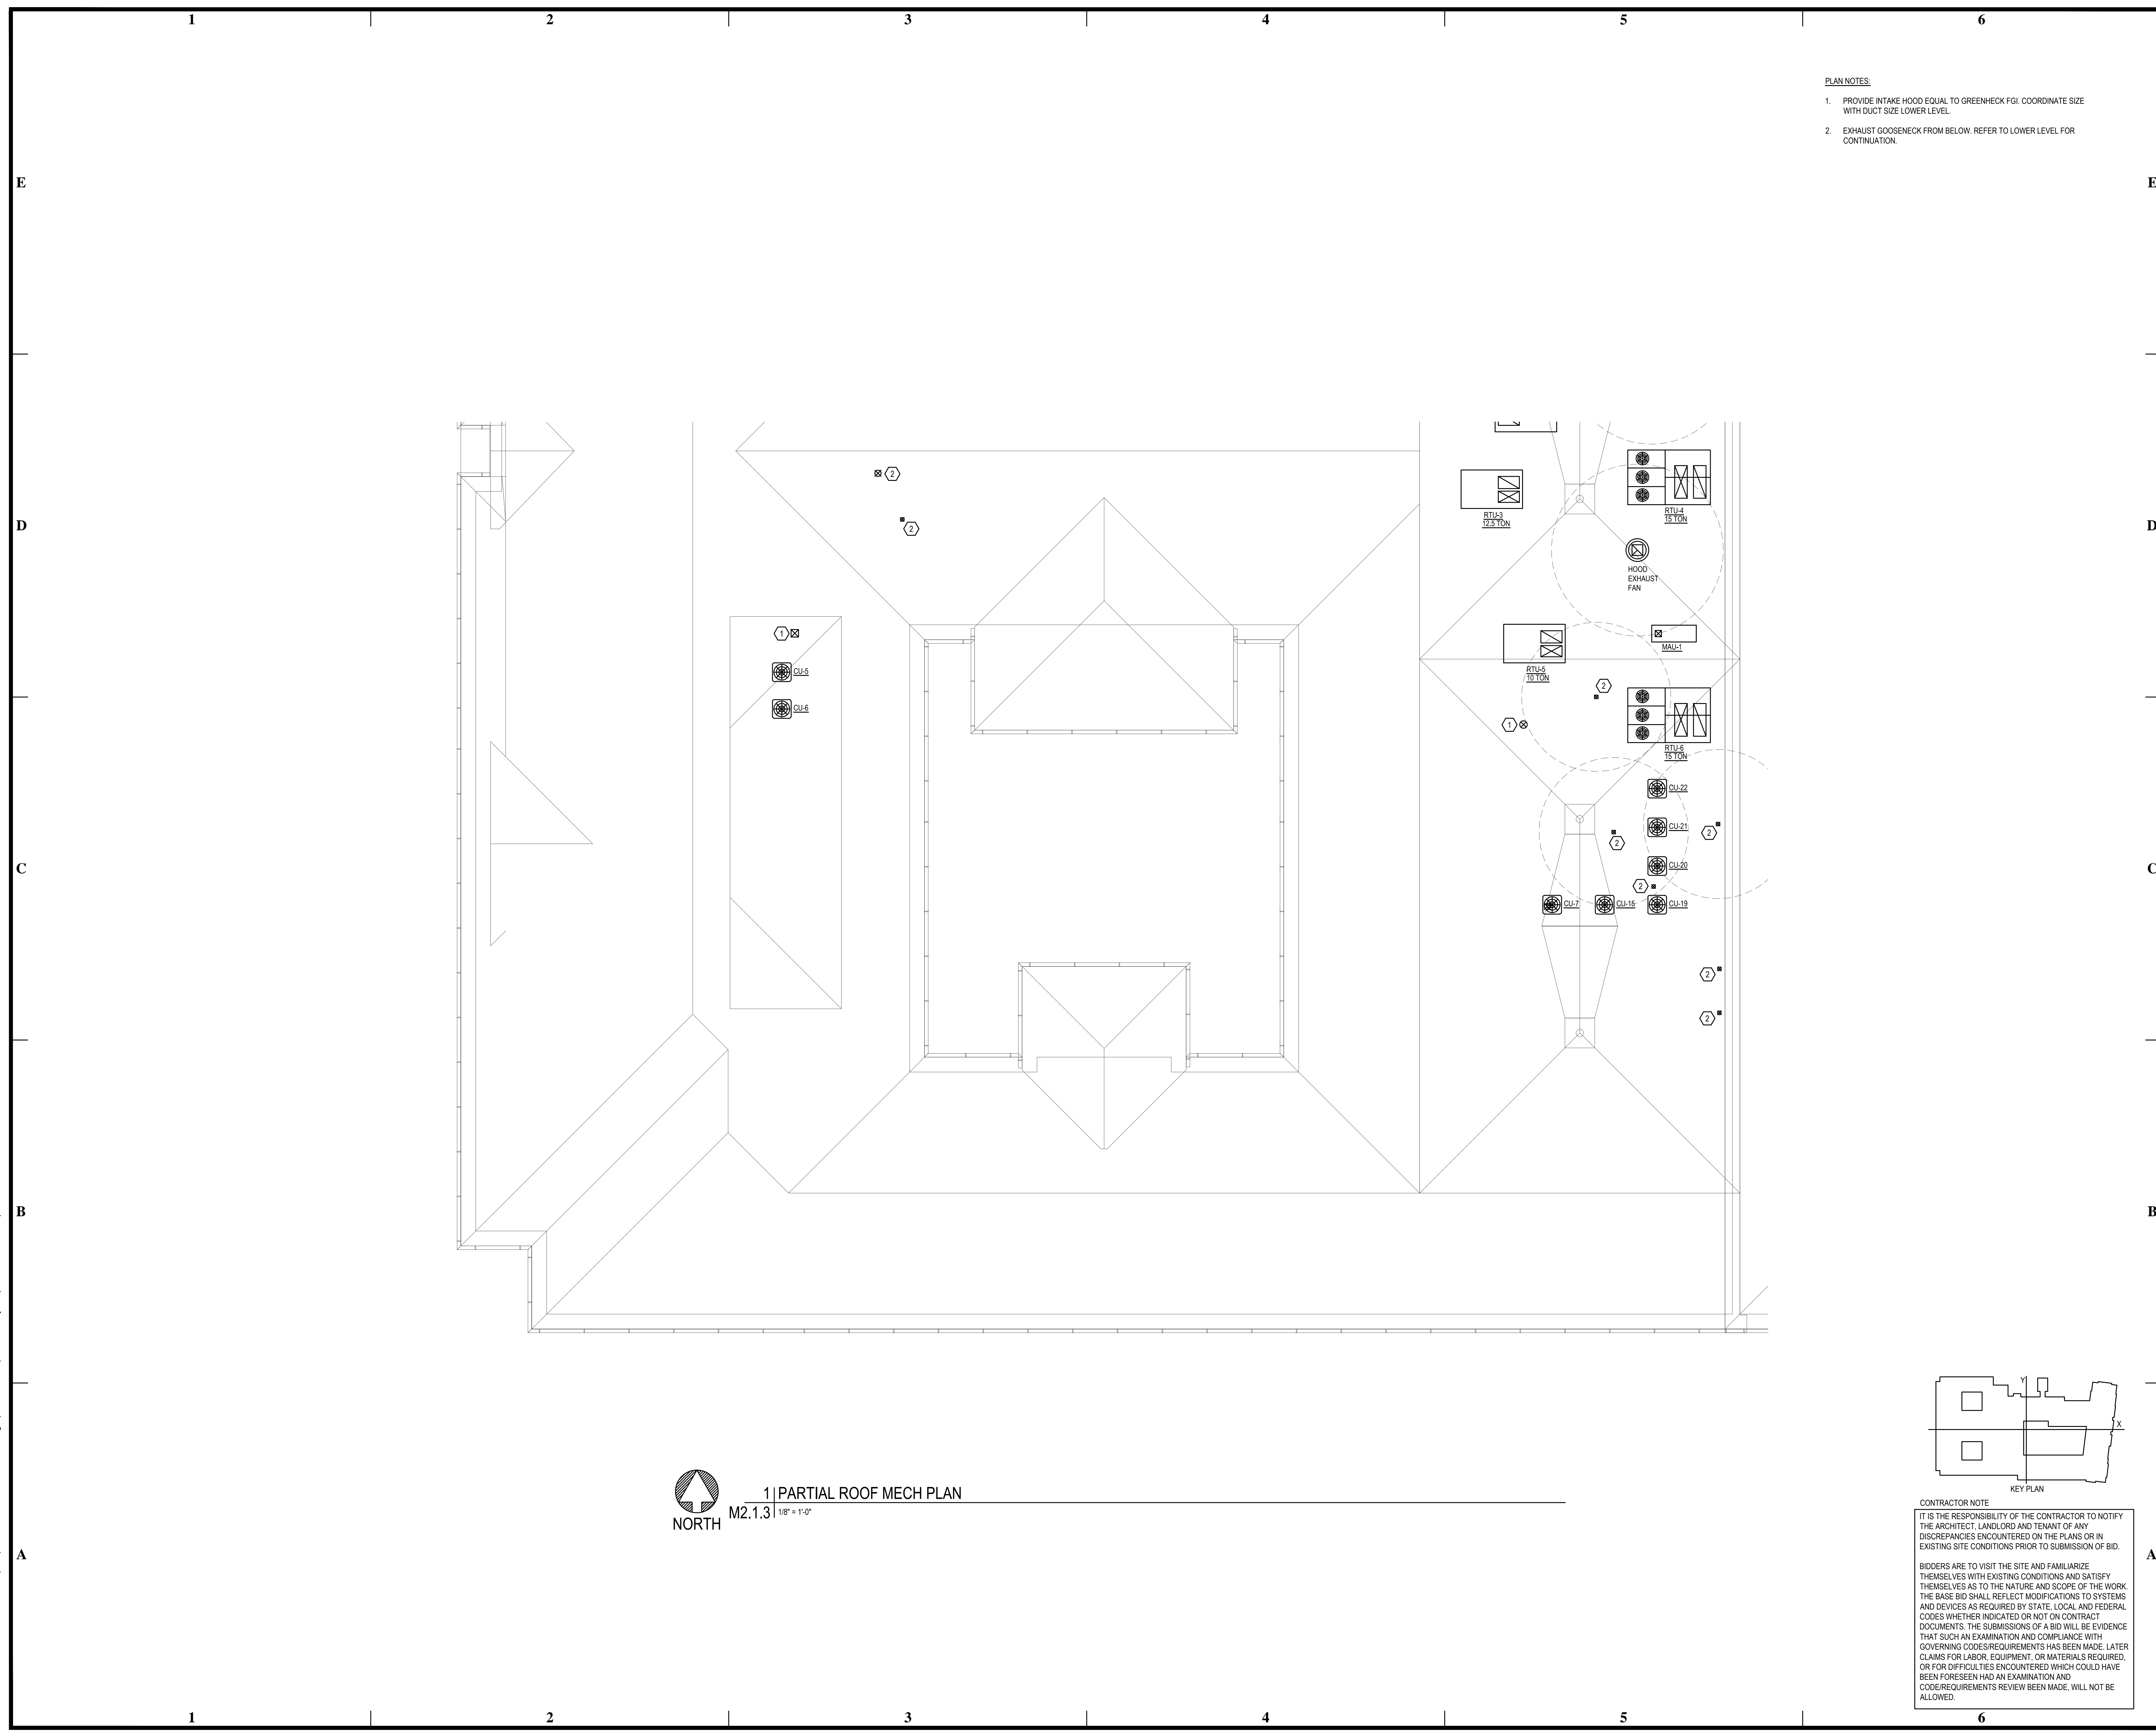 1 2 3 4 5 6
PLAN NOTES:
1. PROVIDE INTAKE HOOD EQUAL TO GREENHECK FGI. COORDINATE SIZE
WITH DUCT SIZE LOWER LEVEL.
2. EXHAUST GOOSENECK FROM BELOW. REFER TO LOWER LEVEL FOR
CONTINUATION.
E E
2
RTU-3
12.5 TON
RTU-4
15 TON
D 2 D
HOOD
EXHAUST
FAN
1
MAU-1
CU-5
RTU-5
10 TON
2
CU-6
1
RTU-6
15 TON
CU-22
CU-21
2
2
C CU-20 C
2
CU-7 CU-15 CU-19
2
2
B B
Y
X
KEY PLAN
1 PARTIAL ROOF MECH PLAN
M2.1.3 1/8" = 1'-0"
NORTH
CONTRACTOR NOTE
IT IS THE RESPONSIBILITY OF THE CONTRACTOR TO NOTIFY
THE ARCHITECT, LANDLORD AND TENANT OF ANY
DISCREPANCIES ENCOUNTERED ON THE PLANS OR IN
EXISTING SITE CONDITIONS PRIOR TO SUBMISSION OF BID.
A A
BIDDERS ARE TO VISIT THE SITE AND FAMILIARIZE
THEMSELVES WITH EXISTING CONDITIONS AND SATISFY
THEMSELVES AS TO THE NATURE AND SCOPE OF THE WORK.
THE BASE BID SHALL REFLECT MODIFICATIONS TO SYSTEMS
AND DEVICES AS REQUIRED BY STATE, LOCAL AND FEDERAL
CODES WHETHER INDICATED OR NOT ON CONTRACT
DOCUMENTS. THE SUBMISSIONS OF A BID WILL BE EVIDENCE
THAT SUCH AN EXAMINATION AND COMPLIANCE WITH
GOVERNING CODES/REQUIREMENTS HAS BEEN MADE. LATER
CLAIMS FOR LABOR, EQUIPMENT, OR MATERIALS REQUIRED,
OR FOR DIFFICULTIES ENCOUNTERED WHICH COULD HAVE
BEEN FORESEEN HAD AN EXAMINATION AND
CODE/REQUIREMENTS REVIEW BEEN MADE, WILL NOT BE
ALLOWED.
1 2 3 4 5 6